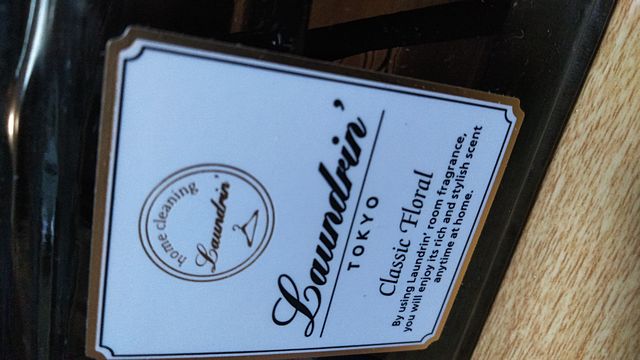 home cleaning
Laundrin'
Laundrin'
TOKYO
Classic Floral
By using Laundrin' room fragrance,
you will enjoy its rich and stylish scent
anytime at home.